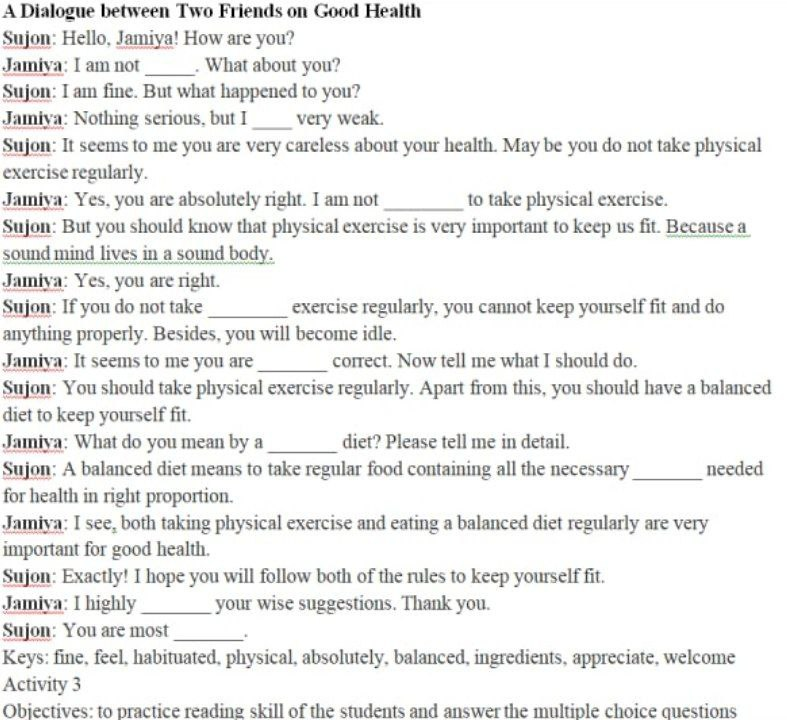 A Dialogue between Two Friends on Good Health
Sujon: Hello, Jamiya! How are you?
Jamiya: I am not _____. What about you?
Sujon: I am fine. But what happened to you?
Jamiya: Nothing serious, but I ____ very weak.
Sujon: It seems to me you are very careless about your health. May be you do not take physical
exercise regularly.
Jamiya: Yes, you are absolutely right. I am not ________ to take physical exercise.
Sujon: But you should know that physical exercise is very important to keep us fit. Because a
sound mind lives in a sound body.
Jamiya: Yes, you are right.
Sujon: If you do not take ________ exercise regularly, you cannot keep yourself fit and do
anything properly. Besides, you will become idle.
Jamiya: It seems to me you are _______ correct. Now tell me what I should do.
Sujon: You should take physical exercise regularly. Apart from this, you should have a balanced
diet to keep yourself fit.
Jamiya: What do you mean by a _______ diet? Please tell me in detail.
Sujon: A balanced diet means to take regular food containing all the necessary _______ needed
for health in right proportion.
Jamiya: I see, both taking physical exercise and eating a balanced diet regularly are very
important for good health.
Sujon: Exactly! I hope you will follow both of the rules to keep yourself fit.
Jamiya: I highly _______ your wise suggestions. Thank you.
Sujon: You are most _______.
Keys: fine, feel, habituated, physical, absolutely, balanced, ingredients, appreciate, welcome
Activity 3
Objectives: to practice reading skill of the students and answer the multiple choice questions